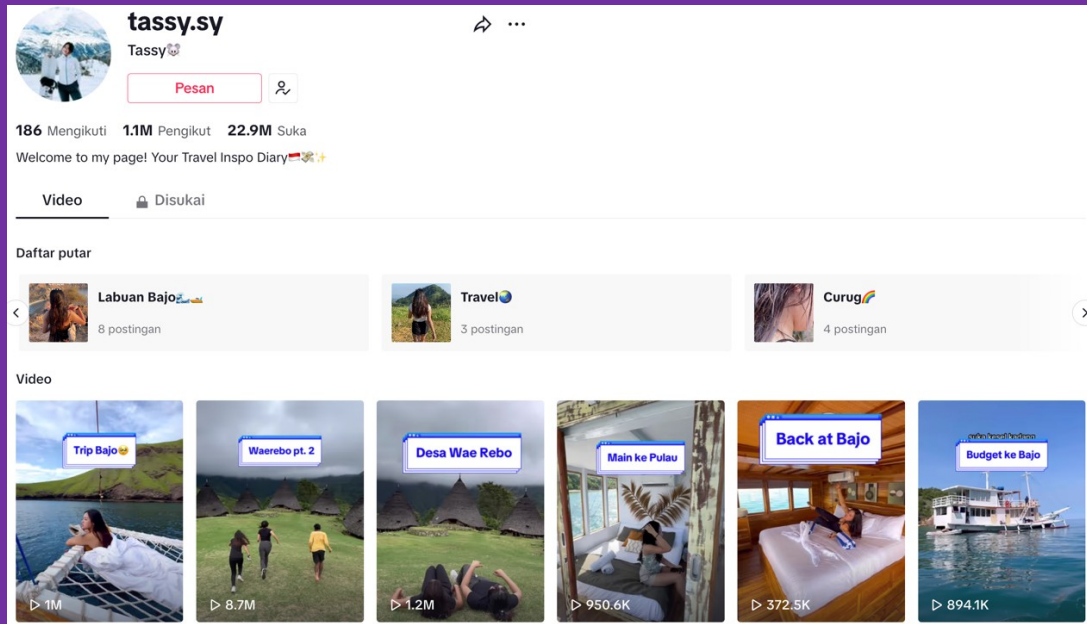 tassy.sy
Tassy🐭
Pesan
186 Mengikuti 1.1M Pengikut 22.9M Suka
Welcome to my page! Your Travel Inspo Diary🇮🇩💸✨
Video Disukai
Daftar putar
Labuan Bajo🌊🚤
8 postingan
Travel🌏
3 postingan
Curug🌈
4 postingan
Video
Trip Bajo🥹
1M
Waerebo pt. 2
8.7M
Desa Wae Rebo
1.2M
Main ke Pulau
950.6K
Back at Bajo
372.5K
suka kesel kadang
Budget ke Bajo
894.1K